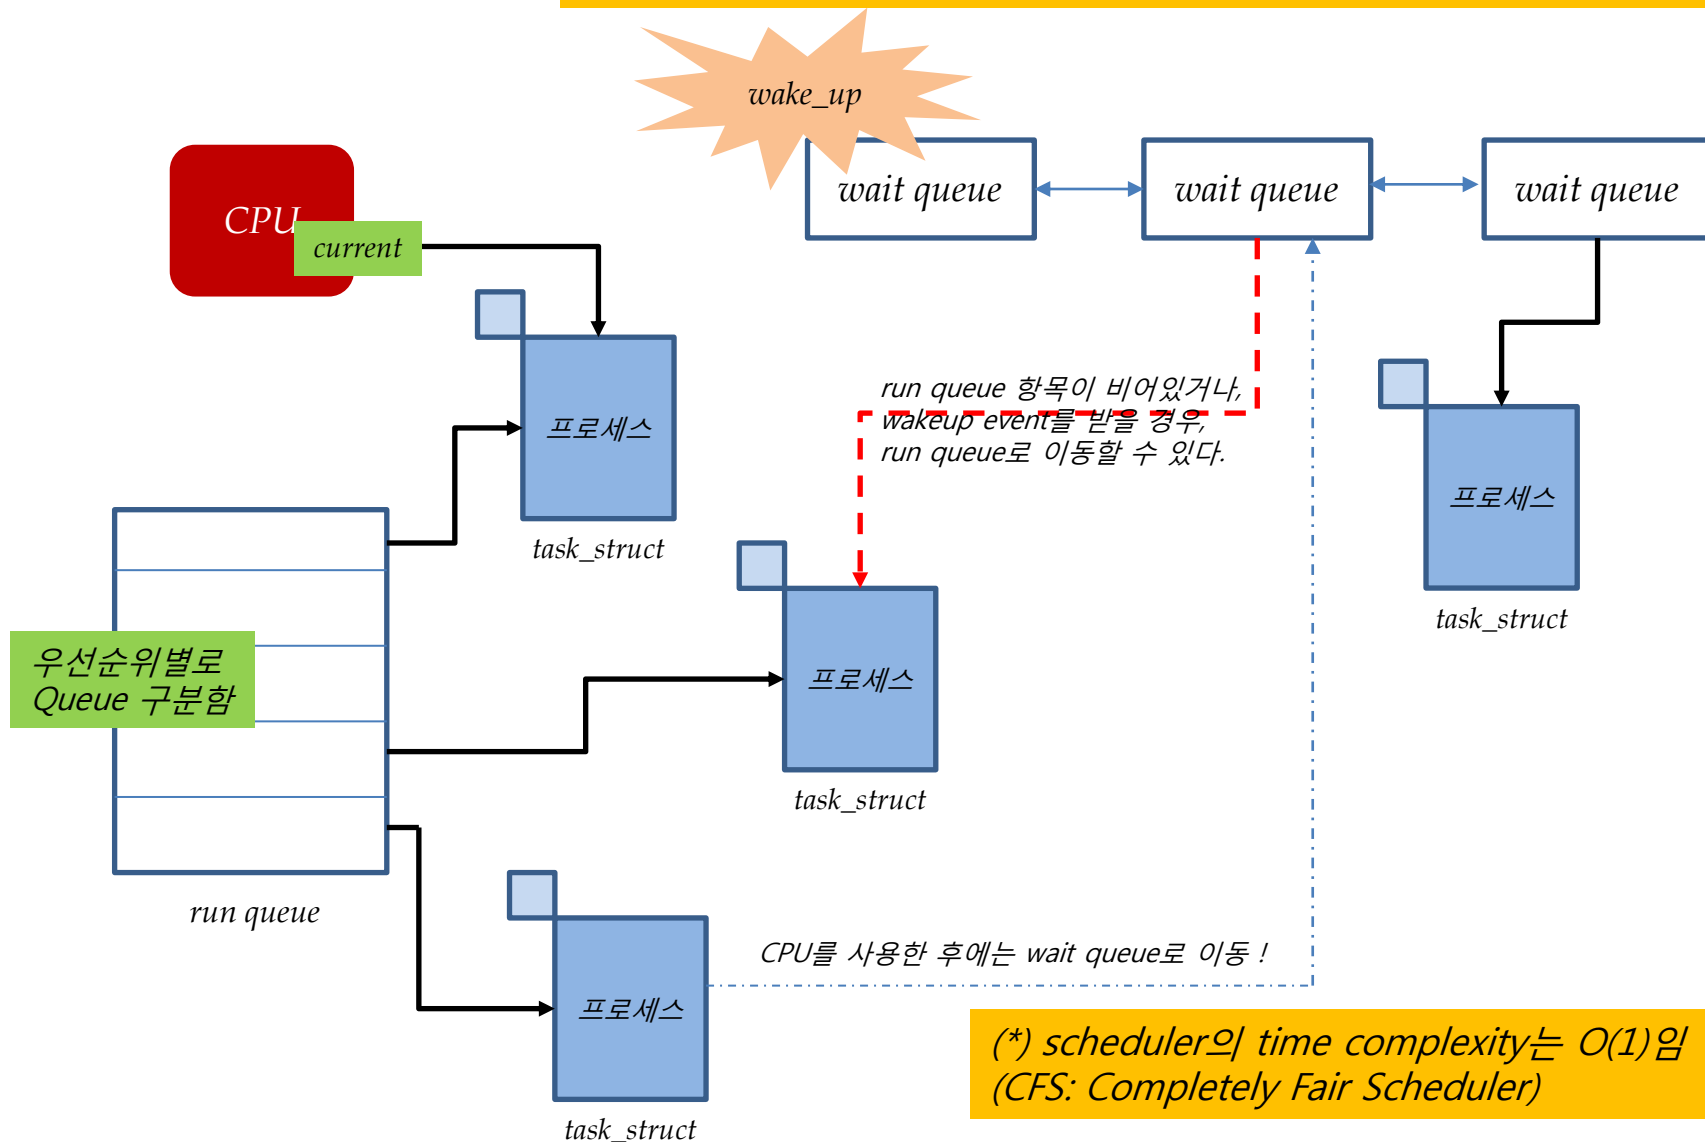 wake_up
CPU
current
wait queue
wait queue
wait queue
run queue 항목이 비어있거나,
wakeup event를 받을 경우,
run queue로 이동할 수 있다.
프로세스
task_struct
프로세스
task_struct
우선순위별로
Queue 구분함
프로세스
task_struct
run queue
CPU를 사용한 후에는 wait queue로 이동 !
프로세스
task_struct
(*) scheduler의 time complexity는 O(1)임
(CFS: Completely Fair Scheduler)